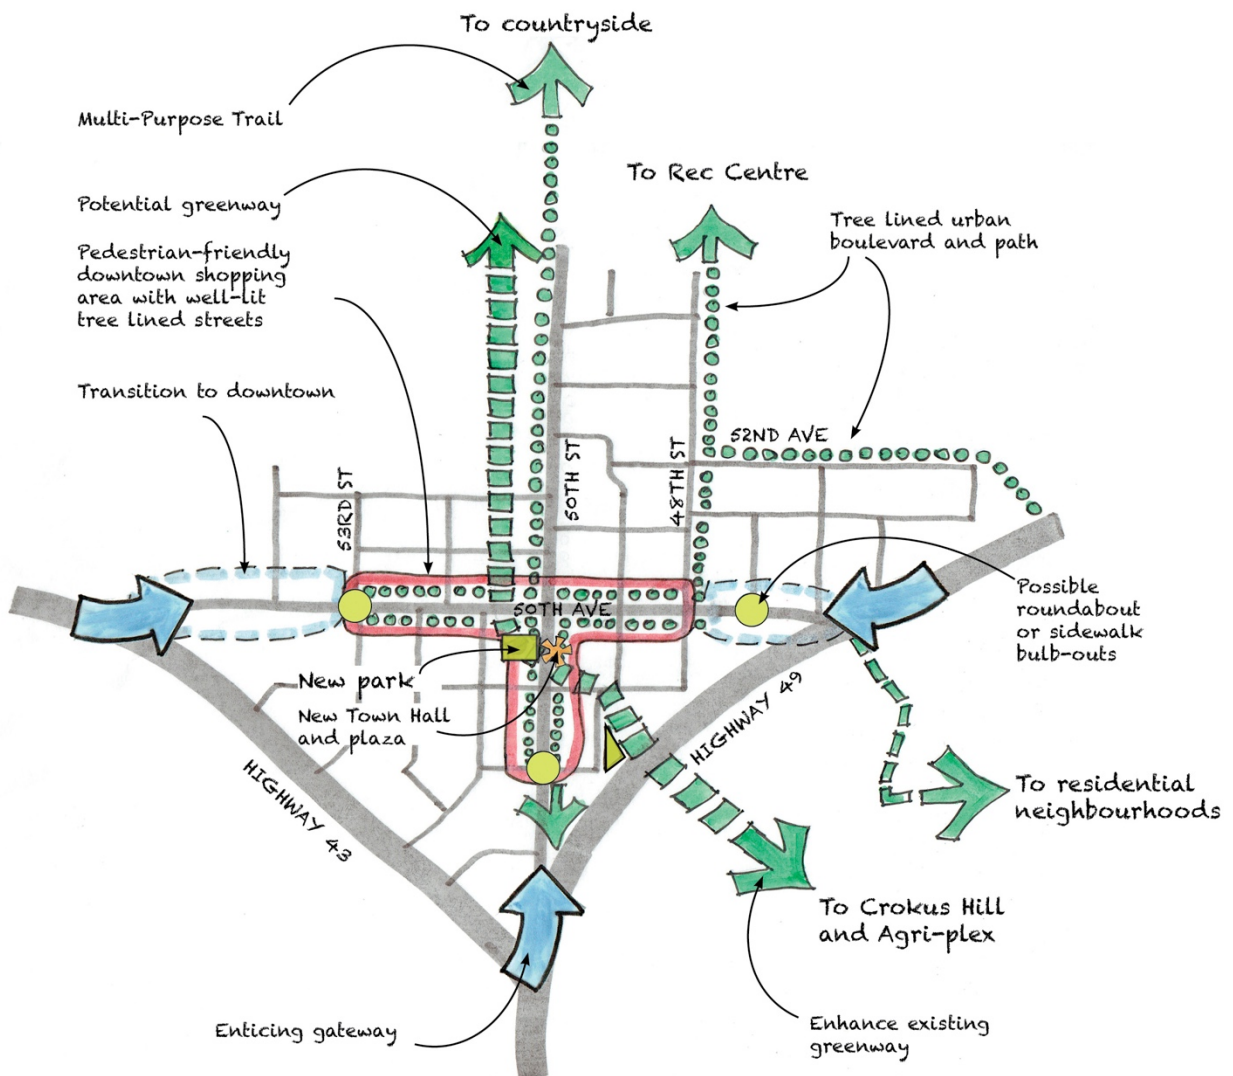 To countryside
Multi-Purpose Trail
To Rec Centre
Potential greenway
Tree lined urban
boulevard and path
Pedestrian-friendly
downtown shopping
area with well-lit
tree lined streets
Transition to downtown
52ND AVE
53RD ST
50TH ST
48TH ST
50TH AVE
Possible
roundabout
or sidewalk
bulb-outs
New park
New Town Hall
and plaza
HIGHWAY 49
HIGHWAY 43
To residential
neighbourhoods
To Crokus Hill
and Agri-plex
Enticing gateway
Enhance existing
greenway